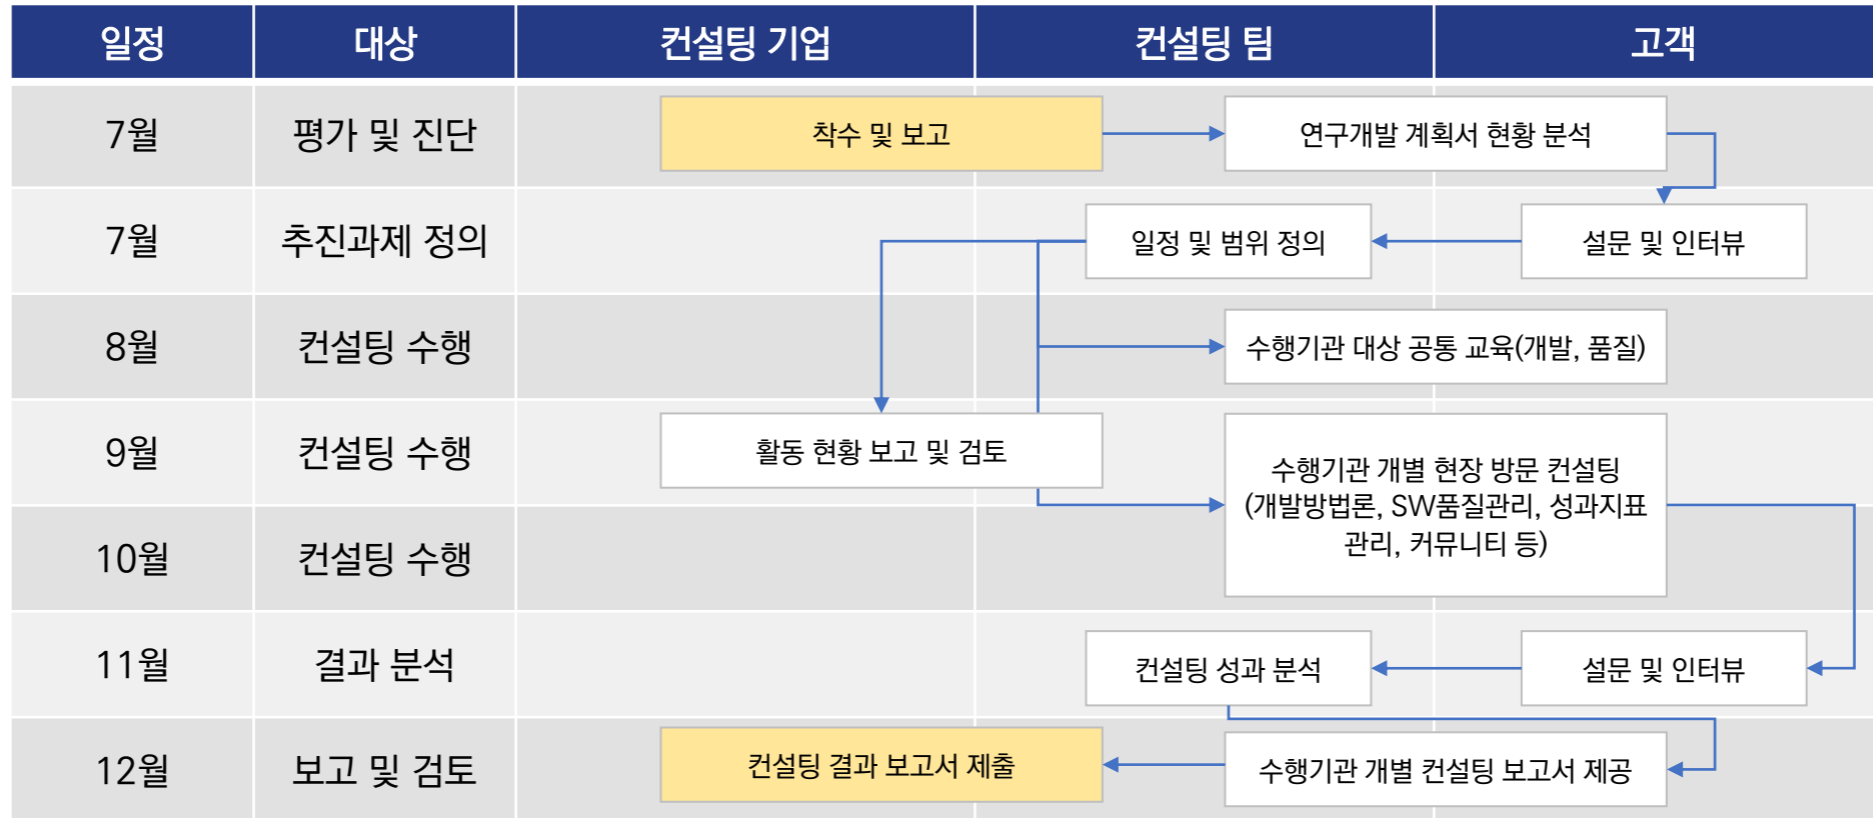 일정 대상 컨설팅 기업 컨설팅 팀 고객
7월 평가 및 진단 착수 및 보고 연구개발 계획서 현황 분석
7월 추진과제 정의 일정 및 범위 정의 설문 및 인터뷰
8월 컨설팅 수행 수행기관 대상 공통 교육(개발, 품질)
9월 컨설팅 수행 활동 현황 보고 및 검토
수행기관 개별 현장 방문 컨설팅
(개발방법론, SW품질관리, 성과지표
관리, 커뮤니티 등)
10월 컨설팅 수행
11월 결과 분석 컨설팅 성과 분석 설문 및 인터뷰
12월 보고 및 검토 컨설팅 결과 보고서 제출 수행기관 개별 컨설팅 보고서 제공